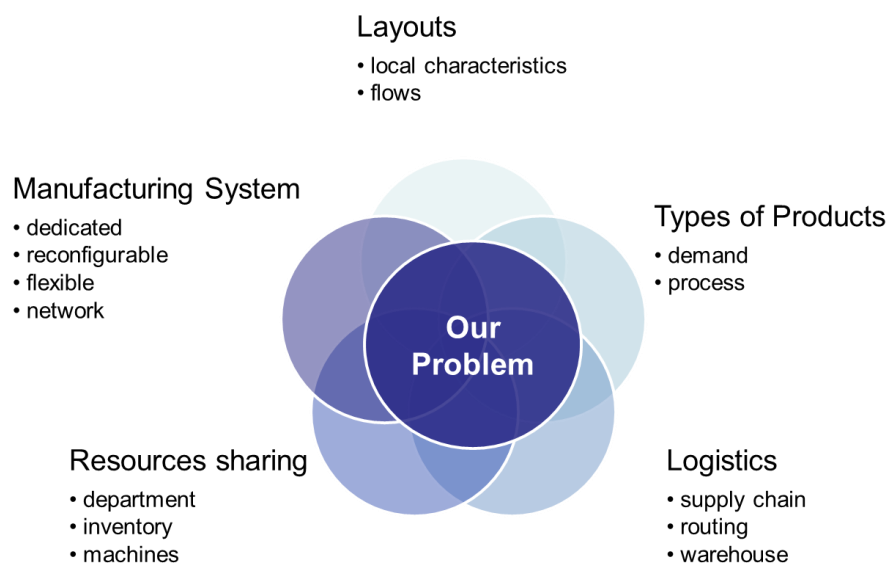 Layouts
• local characteristics
• flows
Manufacturing System
• dedicated
• reconfigurable
• flexible
• network
Types of Products
• demand
• process
Our
Problem
Resources sharing
• department
• inventory
• machines
Logistics
• supply chain
• routing
• warehouse